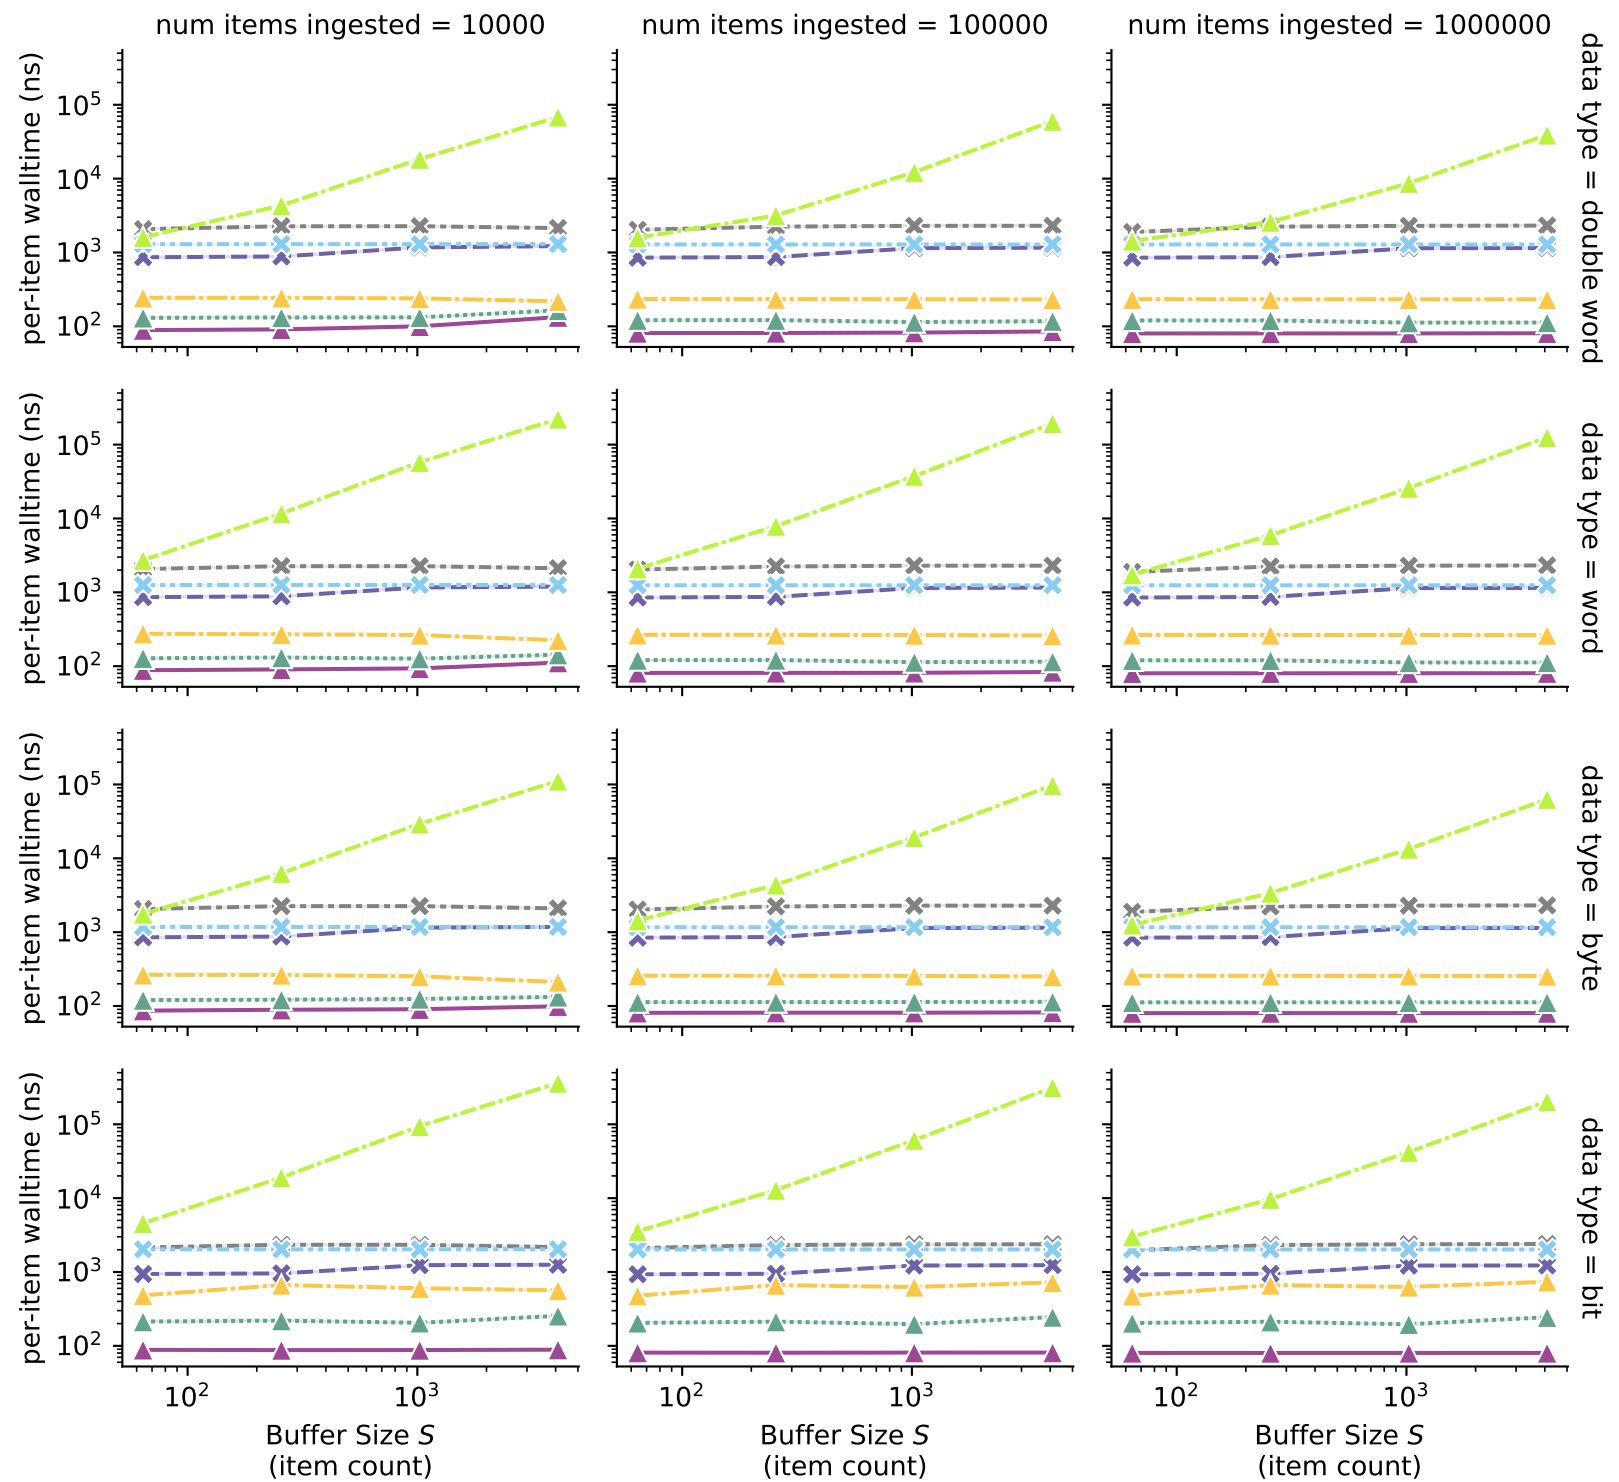 num items ingested = 10000
num items ingested = 100000
num items ingested = 1000000
per-item walltime (ns)
10⁵
10⁴
10³
10²
data type = double word
per-item walltime (ns)
10⁵
10⁴
10³
10²
data type = word
per-item walltime (ns)
10⁵
10⁴
10³
10²
data type = byte
per-item walltime (ns)
10⁵
10⁴
10³
10²
data type = bit
10²
10³
10²
10³
10²
10³
Buffer Size S
(item count)
Buffer Size S
(item count)
Buffer Size S
(item count)